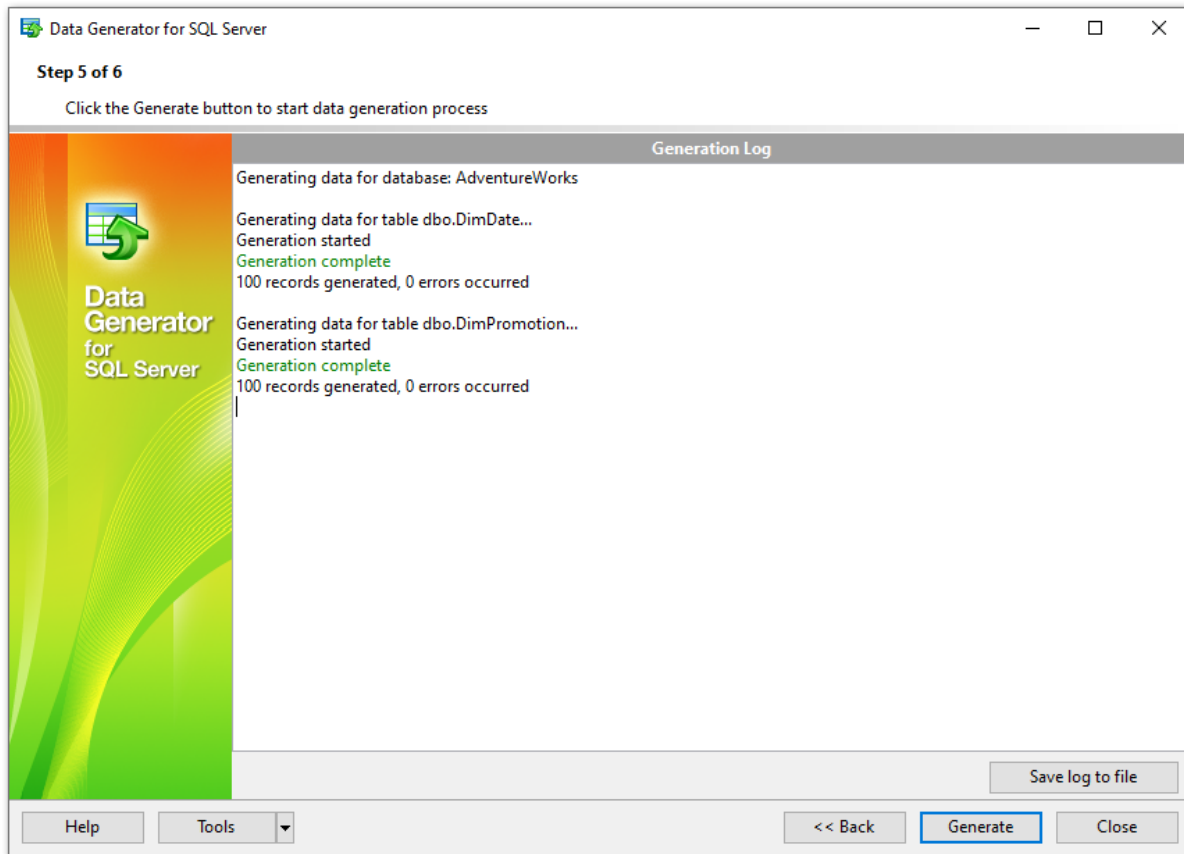 Data Generator for SQL Server
Step 5 of 6
Click the Generate button to start data generation process
Data
Generator
for
SQL Server
Generation Log
Generating data for database: AdventureWorks
Generating data for table dbo.DimDate...
Generation started
Generation complete
100 records generated, 0 errors occurred
Generating data for table dbo.DimPromotion...
Generation started
Generation complete
100 records generated, 0 errors occurred
Save log to file
Help
Tools
<< Back
Generate
Close